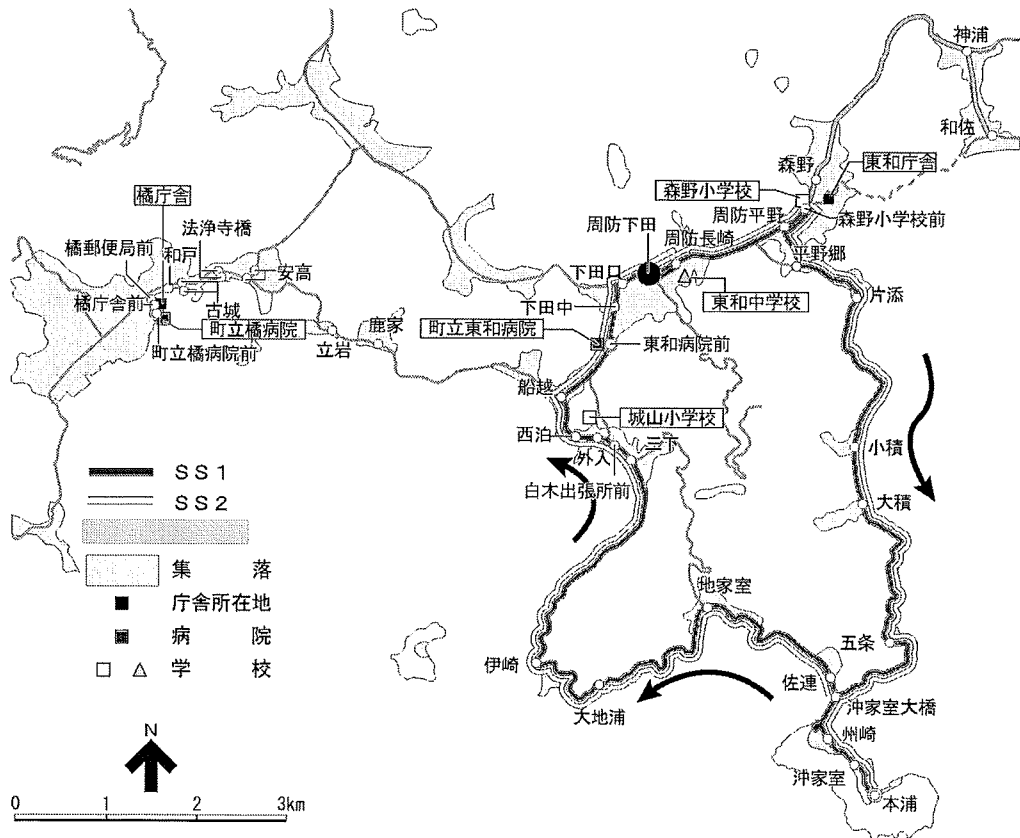 神浦
和佐
森野
東和庁舎
森野小学校
周防平野
森野小学校前
周防下田
周防長崎
平野郷
橘庁舎
法浄寺橋
橘郵便局前
和戸
安高
下田口
片添
東和中学校
橘庁舎前
古城
下田中
町立橘病院
鹿家
町立東和病院
東和病院前
立岩
町立橘病院前
船越
城山小学校
西泊
小積
外入
三下
白木出張所前
大積
SS1
SS2
集落
庁舎所在地
病院
学校
地家室
五条
伊崎
佐連
大地浦
沖家室大橋
州崎
沖家室
本浦
N
0 1 2 3km